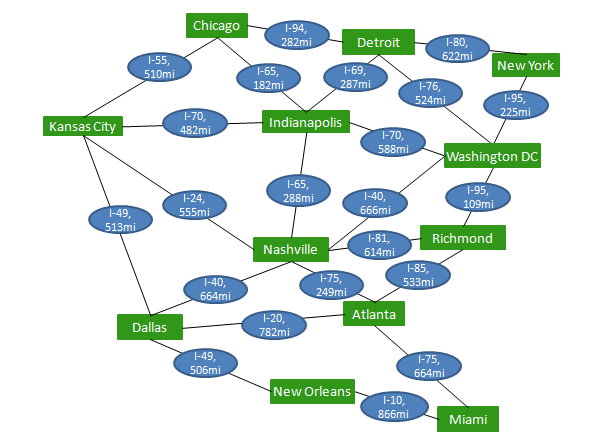 Chicago
I-94,
282mi
Detroit
I-80,
622mi
New York
I-55,
510mi
I-65,
182mi
I-69,
287mi
I-76,
524mi
I-95,
225mi
Kansas City
I-70,
482mi
Indianapolis
I-70,
588mi
Washington DC
I-65,
288mi
I-40,
666mi
I-95,
109mi
I-24,
555mi
I-49,
513mi
Nashville
I-81,
614mi
Richmond
I-40,
664mi
I-75,
249mi
I-85,
533mi
Dallas
I-20,
782mi
Atlanta
I-49,
506mi
I-75,
664mi
New Orleans
I-10,
866mi
Miami